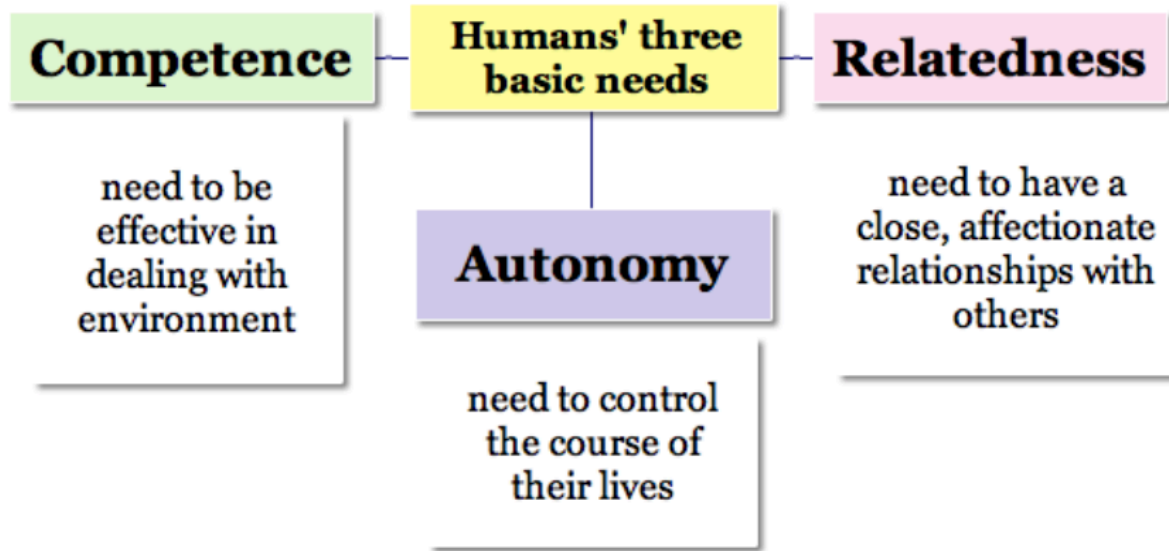 Competence
Humans' three
basic needs
Relatedness
need to be
effective in
dealing with
environment
Autonomy
need to control
the course of
their lives
need to have a
close, affectionate
relationships with
others